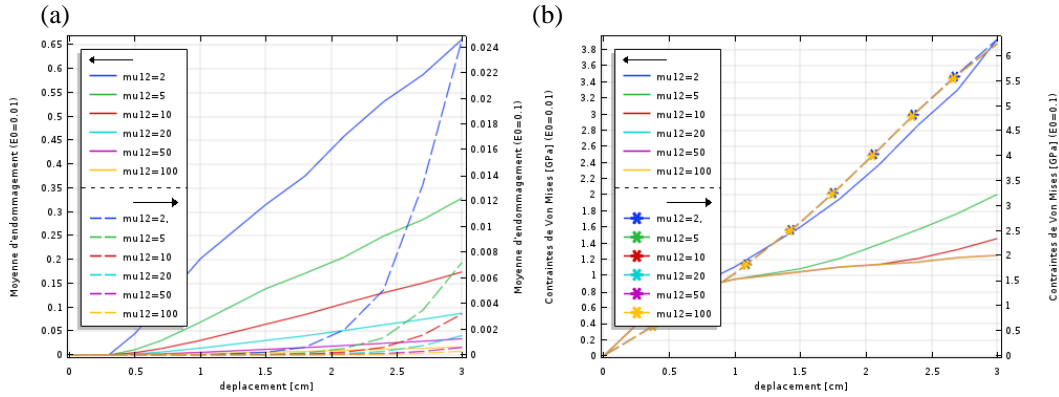 (a)
Moyenne d'endommagement (E0=0.01)
0.65
0.6
0.55
0.5
0.45
0.4
0.35
0.3
0.25
0.2
0.15
0.1
0.05
0
mu12=2
mu12=5
mu12=10
mu12=20
mu12=50
mu12=100
mu12=2,
mu12=5
mu12=10
mu12=20
mu12=50
mu12=100
0.024
0.022
0.02
0.018
0.016
0.014
0.012
0.01
0.008
0.006
0.004
0.002
0
Moyenne d'endommagement (E0=0.1)
0 0.5 1 1.5 2 2.5 3
deplacement [cm]
(b)
Contraintes de Von Mises [GPa] (E0=0.01)
3.8
3.6
3.4
3.2
3
2.8
2.6
2.4
2.2
2
1.8
1.6
1.4
1.2
1
0.8
0.6
0.4
0.2
0
mu12=2
mu12=5
mu12=10
mu12=20
mu12=50
mu12=100
mu12=2,
mu12=5
mu12=10
mu12=20
mu12=50
mu12=100
6
5.5
5
4.5
4
3.5
3
2.5
2
1.5
1
0.5
0
Contraintes de Von Mises [GPa] (E0=0.1)
0 0.5 1 1.5 2 2.5 3
deplacement [cm]